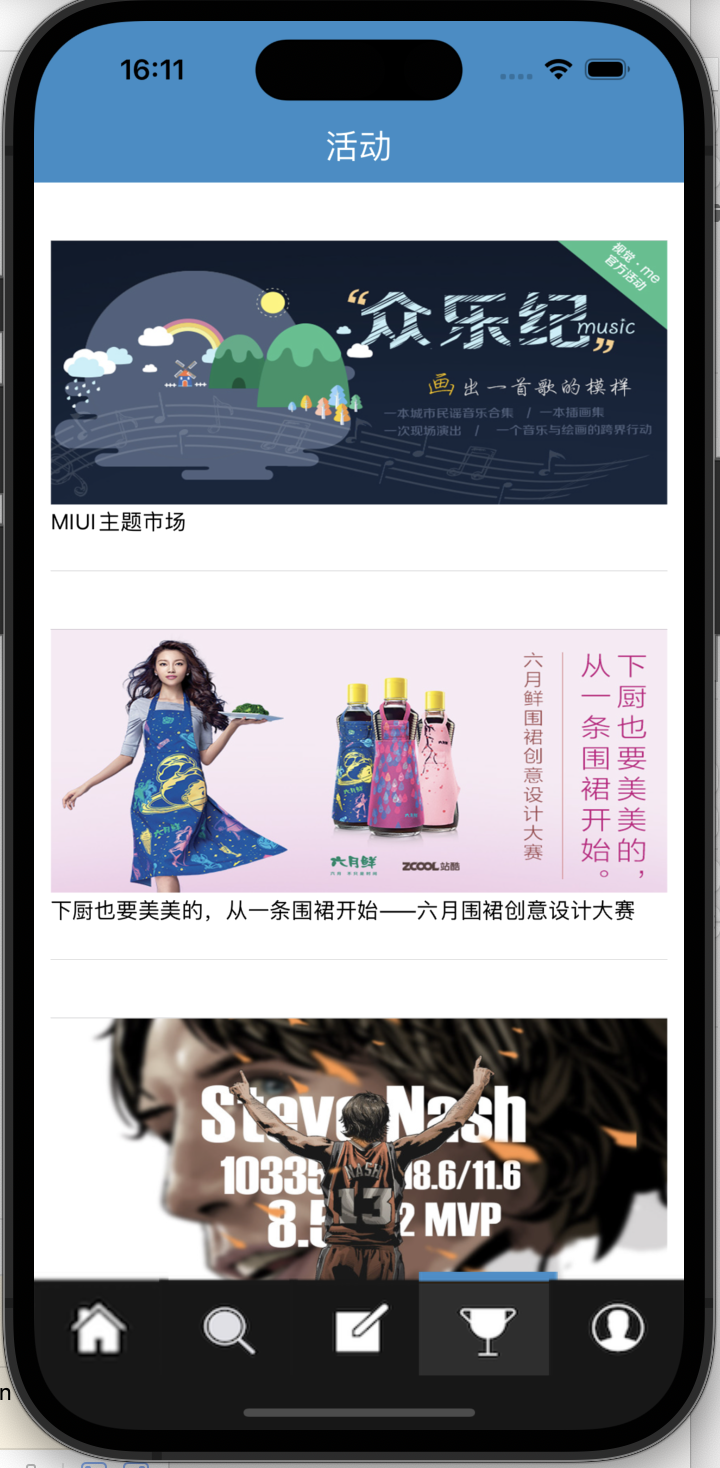 16:11
活动
视觉·me
官方活动
“众乐纪”
music
画出一首歌的模样
一本城市民谣音乐合集 / 一本插画集
一次现场演出 / 一个音乐与绘画的跨界行动
MIUI主题市场
下厨也要美美的，
从一条围裙开始。
六月鲜围裙创意设计大赛
六月鲜
六月鲜
ZCOOL站酷
下厨也要美美的，从一条围裙开始——六月围裙创意设计大赛
Steve Nash
10335 18.6/11.6
8.5 2 MVP
NASH
13
n